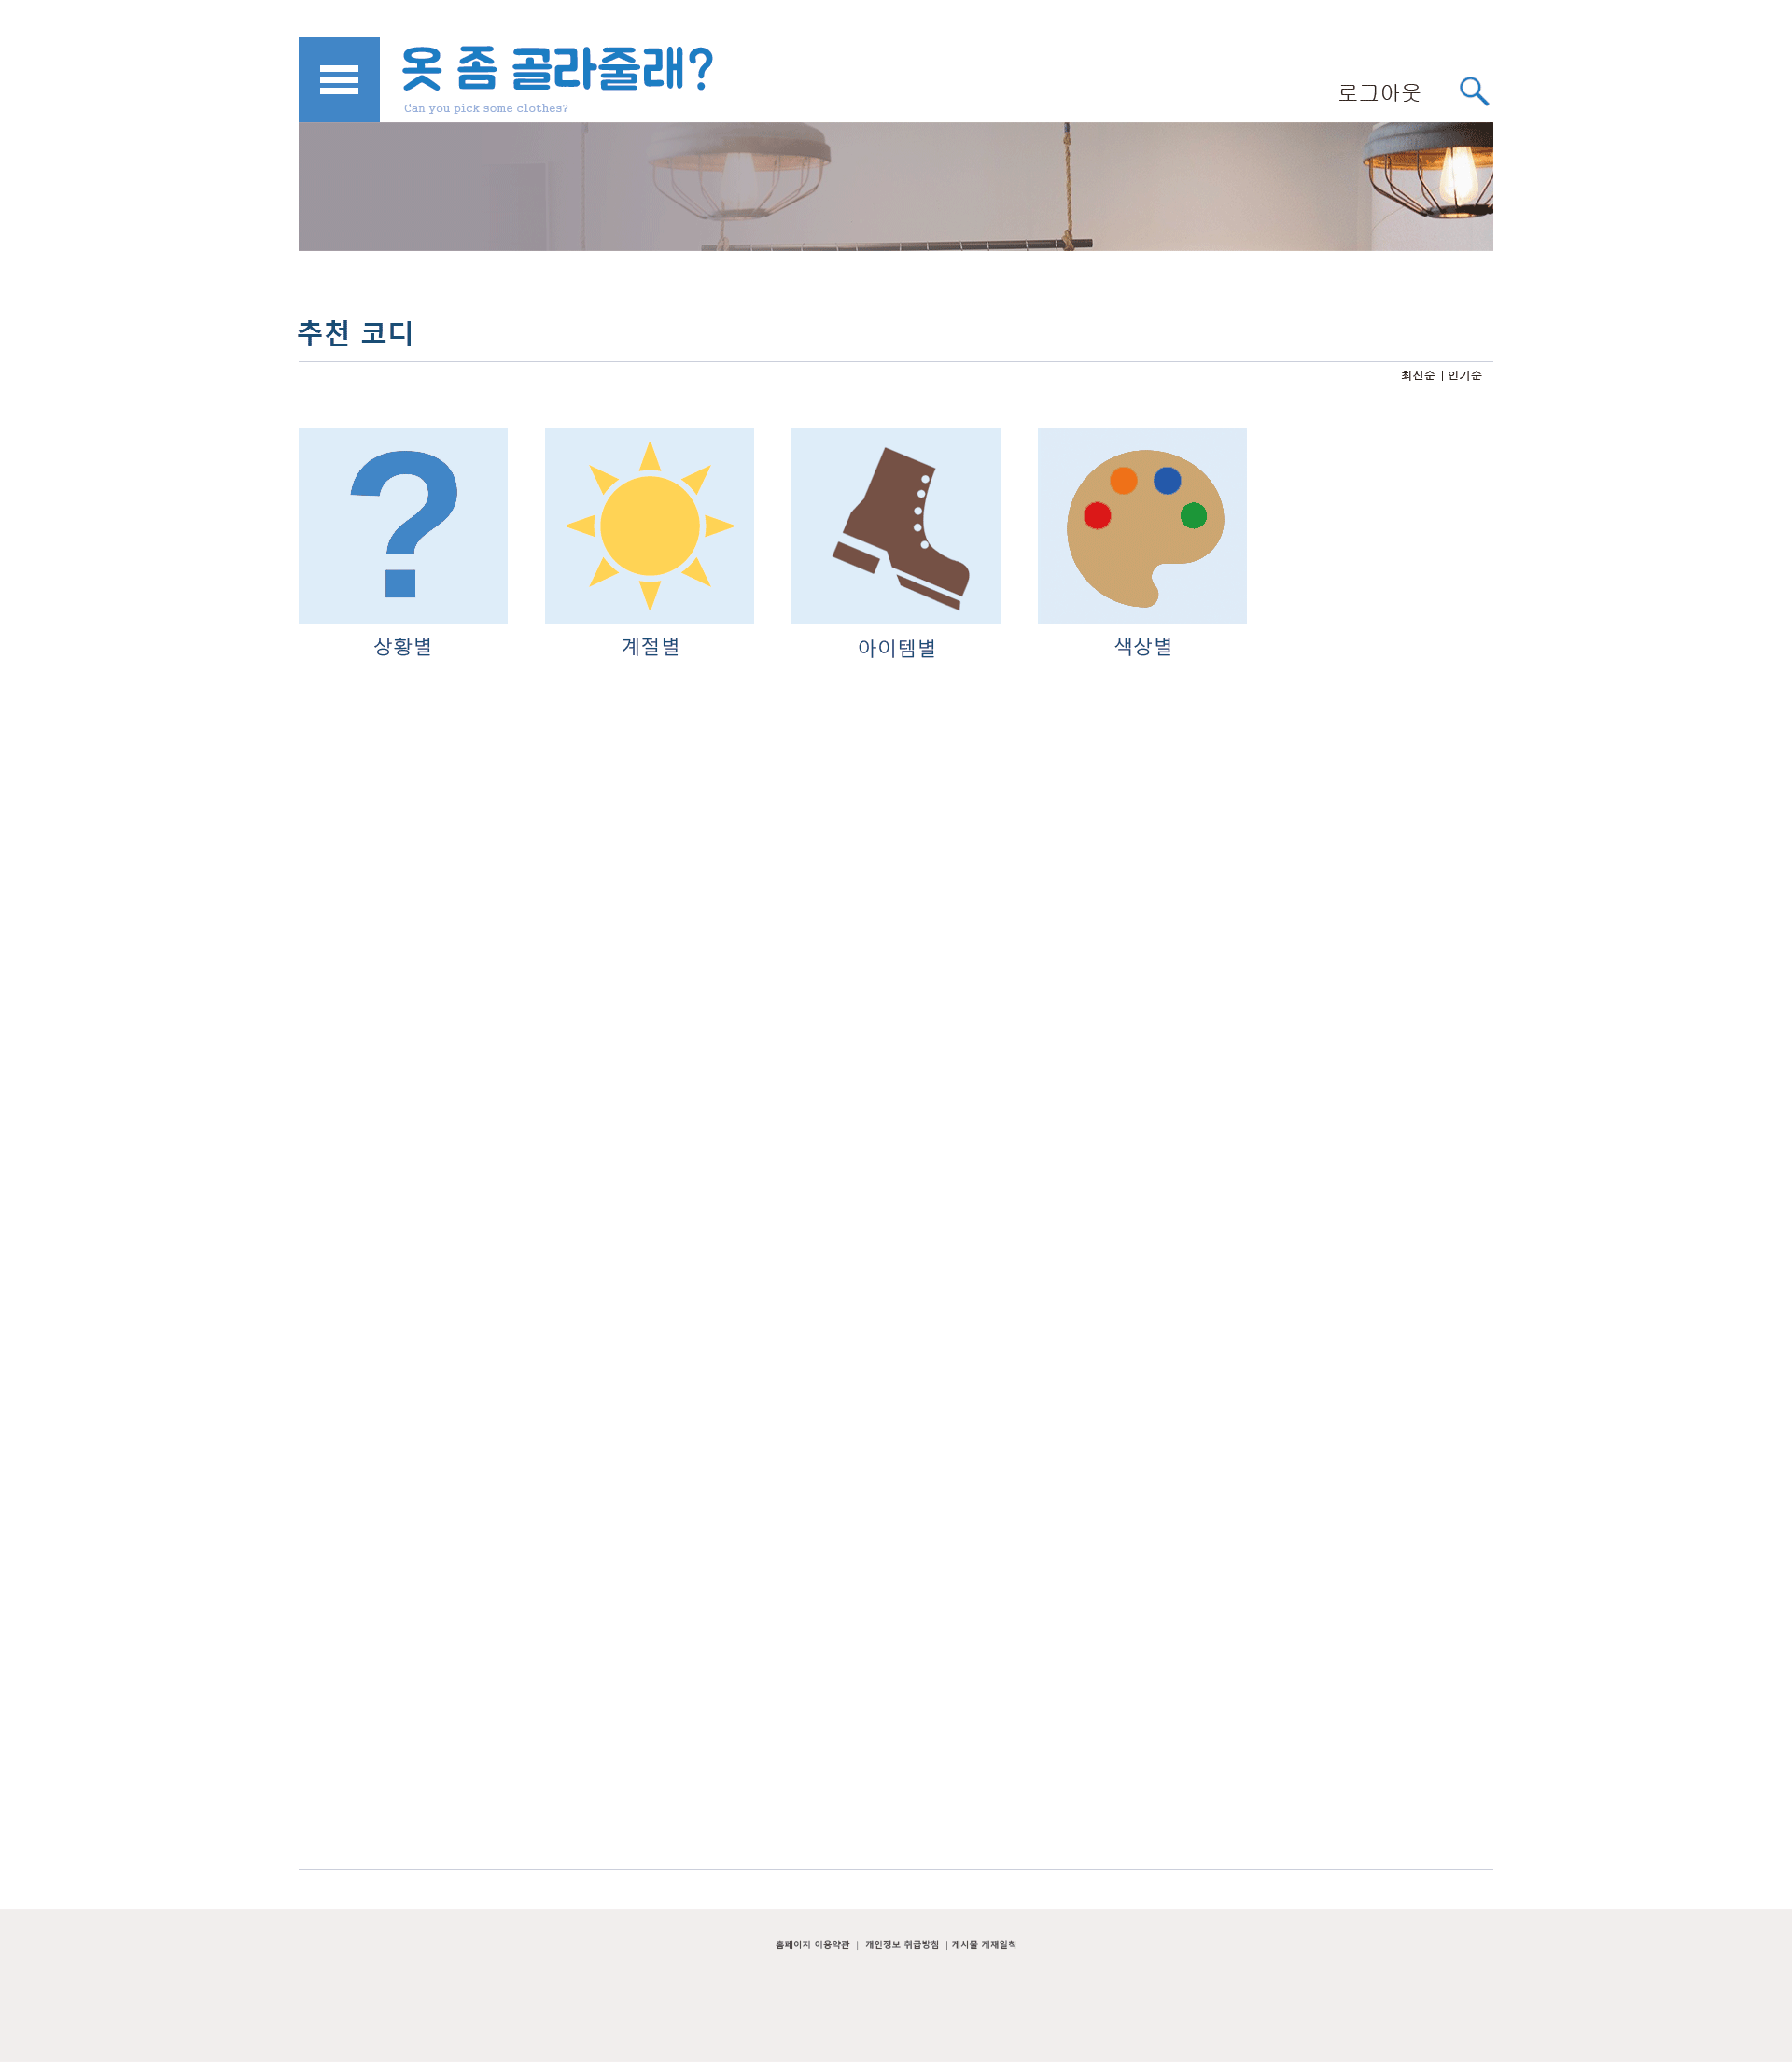 옷 좀 골라줄래?
Can you pick some clothes?
로그아웃
추천 코디
최신순 | 인기순
상황별
계절별
아이템별
색상별
홈페이지 이용약관 | 개인정보 취급방침 | 게시물 게재일칙